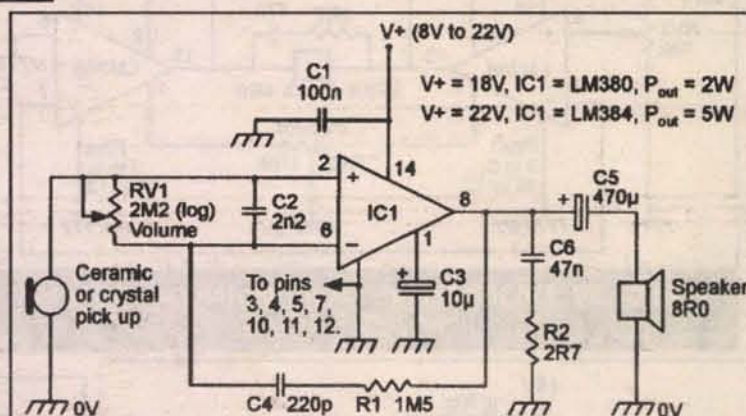 V+ (8V to 22V)
C1
100n
V+ = 18V, IC1 = LM380, Pout = 2W
V+ = 22V, IC1 = LM384, Pout = 5W
2
14
+
RV1
2M2 (log)
Volume
C2
2n2
IC1
8
+
C5
470µ
6
−
1
C6
47n
Ceramic
or crystal
pick up
To pins
3, 4, 5, 7,
10, 11, 12.
+
C3
10µ
Speaker
8R0
R2
2R7
0V
C4
220p
R1
1M5
0V